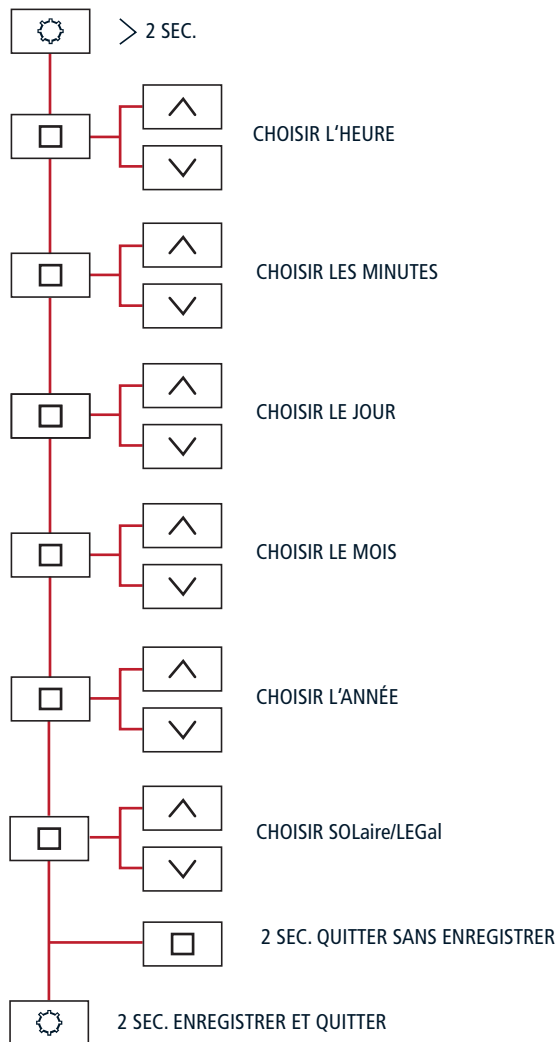 2 SEC.
CHOISIR L'HEURE
CHOISIR LES MINUTES
CHOISIR LE JOUR
CHOISIR LE MOIS
CHOISIR L'ANNÉE
CHOISIR SOLaire/LEGal
2 SEC. QUITTER SANS ENREGISTRER
2 SEC. ENREGISTRER ET QUITTER